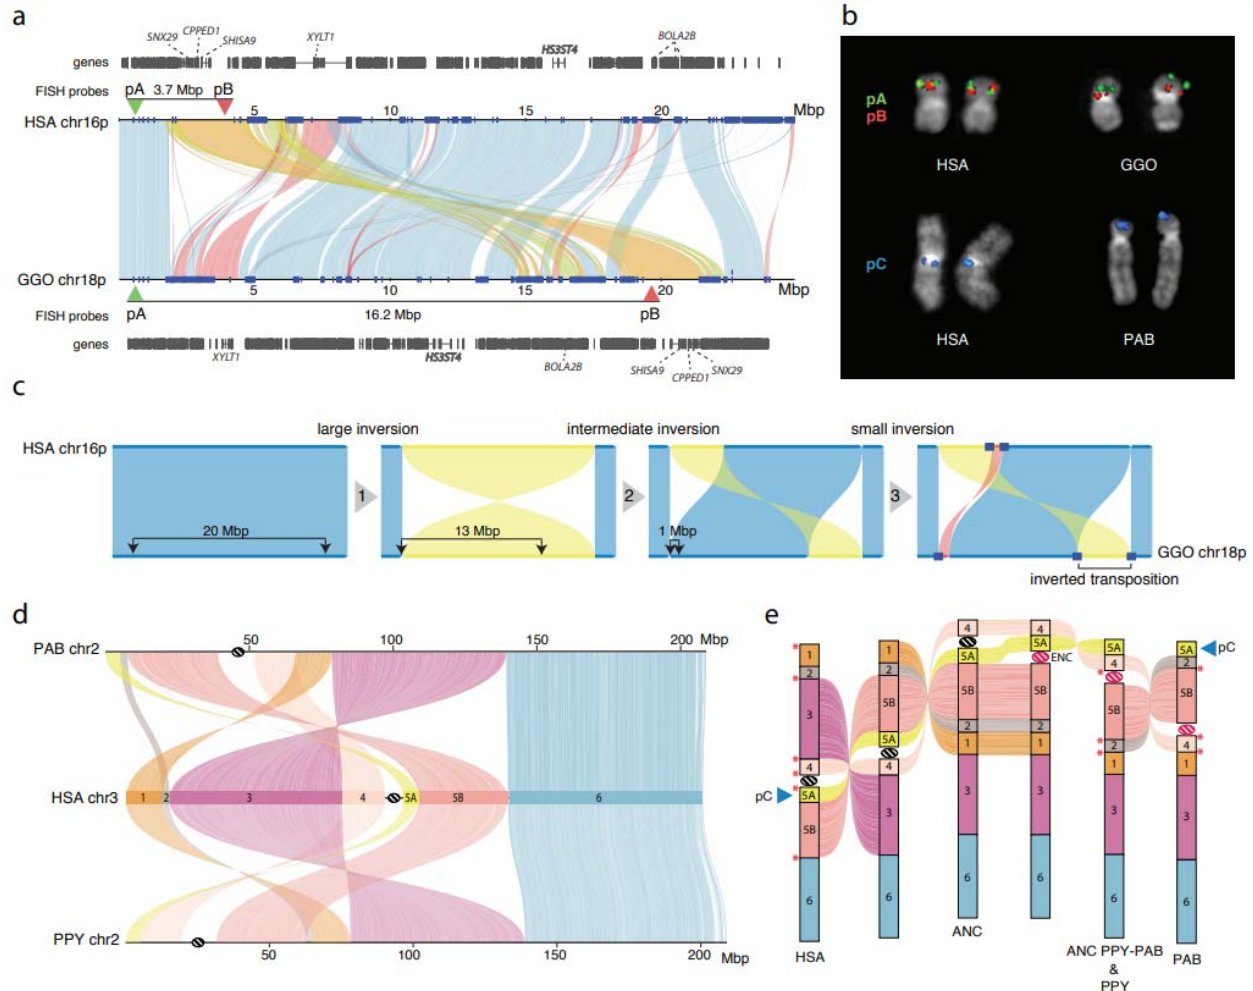 a
SNX29 CPPED1 SHISA9 XYLT1 HS3ST4 BOLA2B
genes
FISH probes pA 3.7 Mbp pB
5 10 15 20 Mbp
HSA chr16p
GGO chr18p
5 10 15 20 Mbp
FISH probes pA 16.2 Mbp pB
genes
XYLT1 HS3ST4 BOLA2B SHISA9 CPPED1 SNX29
b
pA
pB
HSA GGO
pC
HSA PAB
c
large inversion intermediate inversion small inversion
HSA chr16p
1 2 3
20 Mbp 13 Mbp 1 Mbp
GGO chr18p
inverted transposition
d
PAB chr2 50 100 150 200 Mbp
HSA chr3 1 2 3 4 5A 5B 6
PPY chr2
50 100 150 200 Mbp
e
1 2 3 4 5A 5B 6
HSA
pC
1 2 5B 5A 4 3 6
4 5A 5B 2 1 3 6
ANC
4 5A ENC 5B 2 1 3 6
5A 4 5B 2 1 3 6
ANC PPY-PAB
&
PPY
5A pC
2 5B 4 1 3 6
PAB